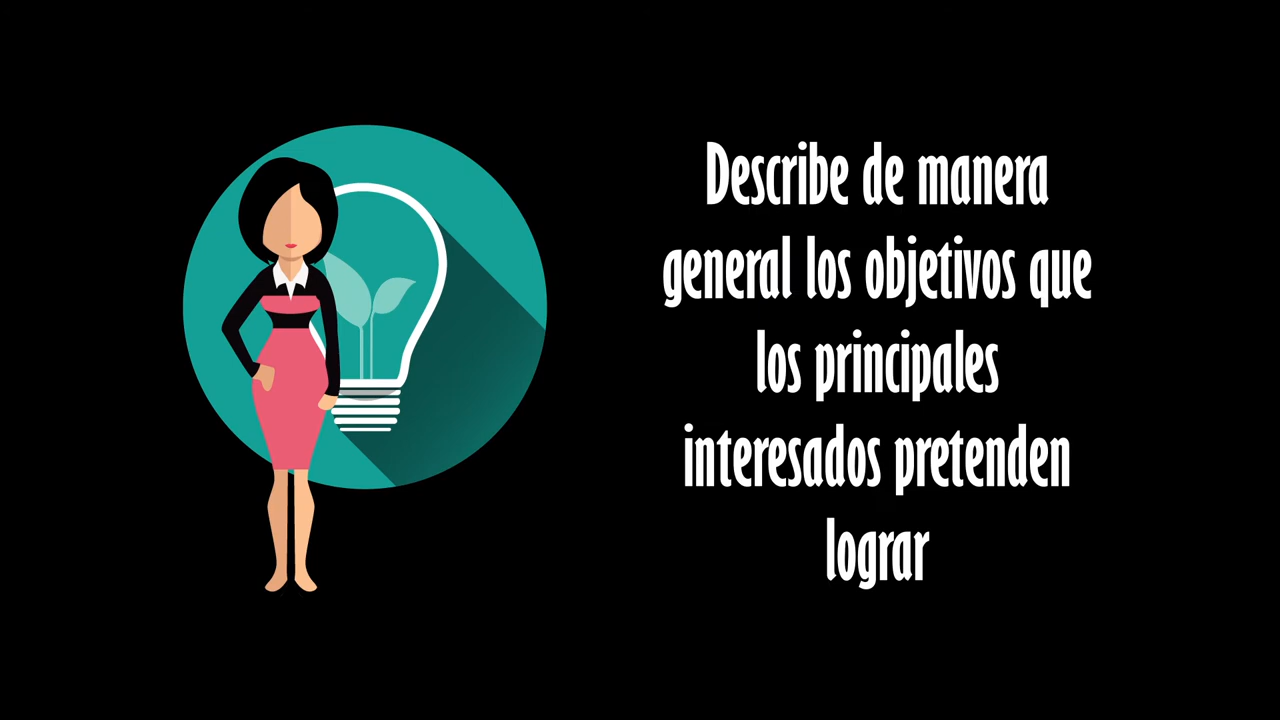 Describe de manera
general los objetivos que
los principales
interesados pretenden
lograr